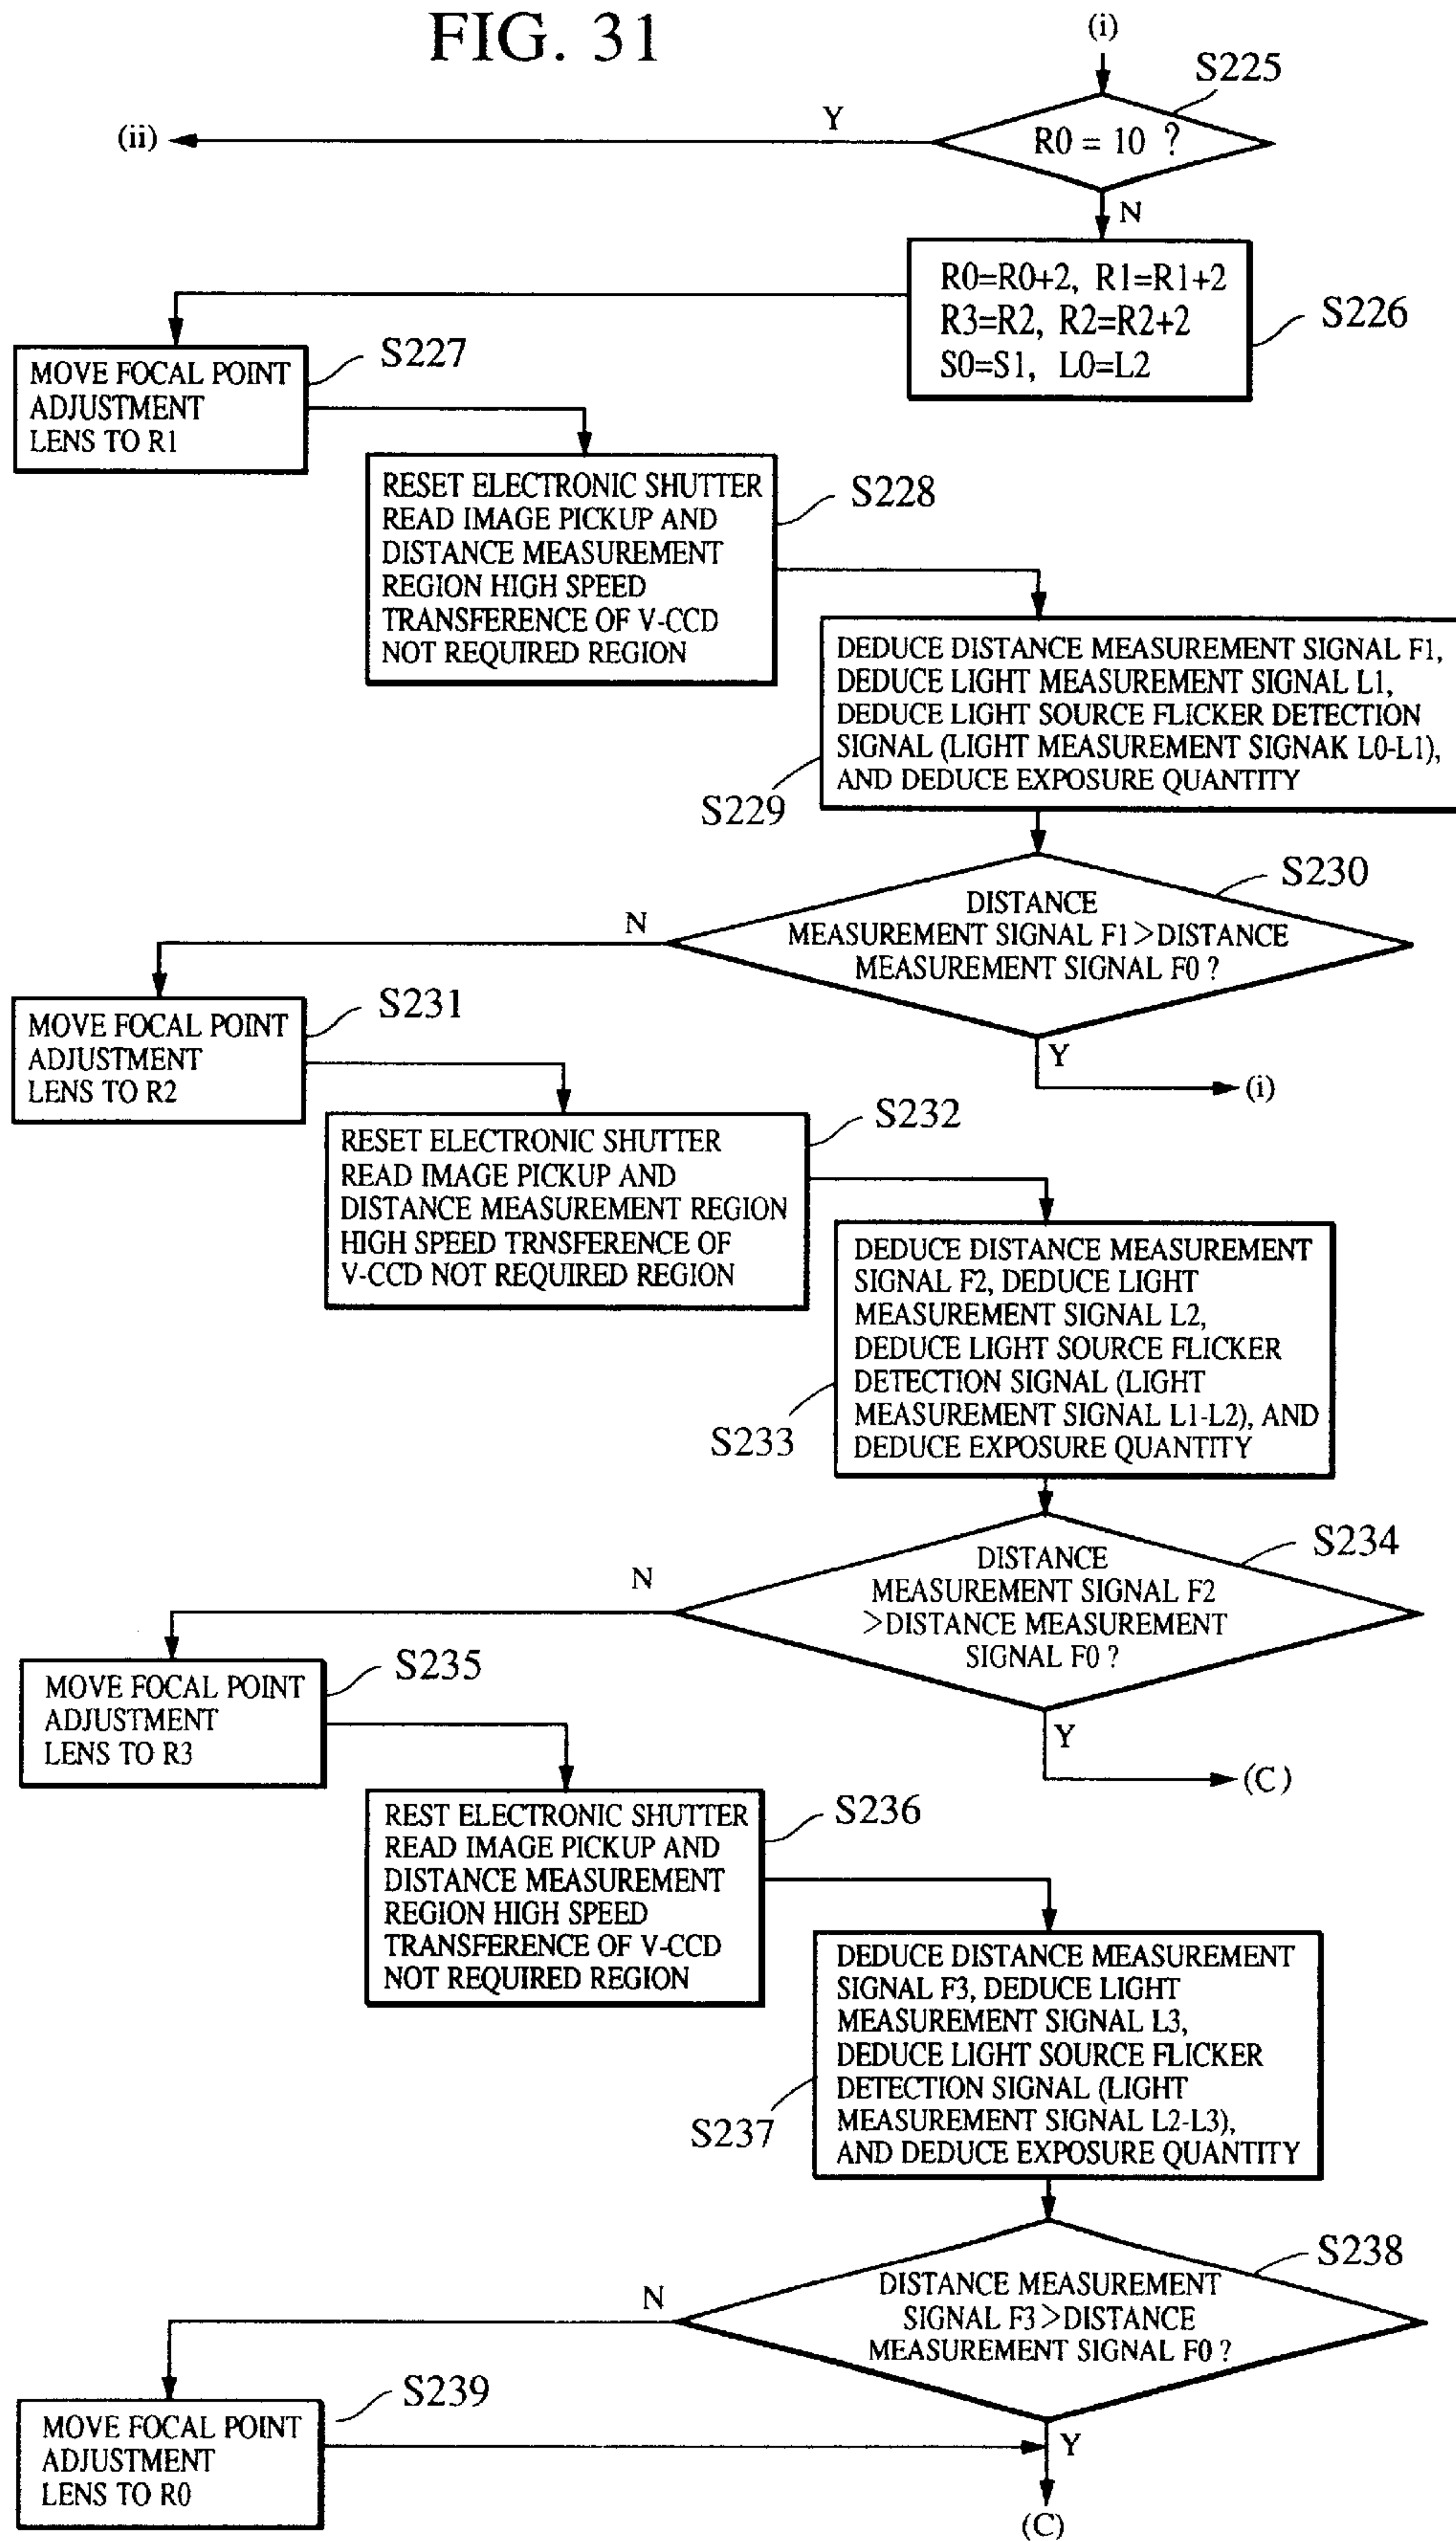 FIG. 31
(i)
S225
R0 = 10 ?
Y
(ii)
N
R0=R0+2, R1=R1+2
R3=R2, R2=R2+2
S0=S1, L0=L2
S226
MOVE FOCAL POINT
ADJUSTMENT
LENS TO R1
S227
RESET ELECTRONIC SHUTTER
READ IMAGE PICKUP AND
DISTANCE MEASUREMENT
REGION HIGH SPEED
TRANSFERENCE OF V-CCD
NOT REQUIRED REGION
S228
DEDUCE DISTANCE MEASUREMENT SIGNAL F1,
DEDUCE LIGHT MEASUREMENT SIGNAL L1,
DEDUCE LIGHT SOURCE FLICKER DETECTION
SIGNAL (LIGHT MEASUREMENT SIGNAK L0-L1),
AND DEDUCE EXPOSURE QUANTITY
S229
S230
DISTANCE
MEASUREMENT SIGNAL F1>DISTANCE
MEASUREMENT SIGNAL F0 ?
N
Y
(i)
MOVE FOCAL POINT
ADJUSTMENT
LENS TO R2
S231
RESET ELECTRONIC SHUTTER
READ IMAGE PICKUP AND
DISTANCE MEASUREMENT REGION
HIGH SPEED TRNSFERENCE OF
V-CCD NOT REQUIRED REGION
S232
DEDUCE DISTANCE MEASUREMENT
SIGNAL F2, DEDUCE LIGHT
MEASUREMENT SIGNAL L2,
DEDUCE LIGHT SOURCE FLICKER
DETECTION SIGNAL (LIGHT
MEASUREMENT SIGNAL L1-L2), AND
DEDUCE EXPOSURE QUANTITY
S233
S234
DISTANCE
MEASUREMENT SIGNAL F2
>DISTANCE MEASUREMENT
SIGNAL F0 ?
N
Y
(C)
MOVE FOCAL POINT
ADJUSTMENT
LENS TO R3
S235
REST ELECTRONIC SHUTTER
READ IMAGE PICKUP AND
DISTANCE MEASUREMENT
REGION HIGH SPEED
TRANSFERENCE OF V-CCD
NOT REQUIRED REGION
S236
DEDUCE DISTANCE MEASUREMENT
SIGNAL F3, DEDUCE LIGHT
MEASUREMENT SIGNAL L3,
DEDUCE LIGHT SOURCE FLICKER
DETECTION SIGNAL (LIGHT
MEASUREMENT SIGNAL L2-L3),
AND DEDUCE EXPOSURE QUANTITY
S237
S238
DISTANCE MEASUREMENT
SIGNAL F3>DISTANCE
MEASUREMENT SIGNAL F0 ?
N
Y
MOVE FOCAL POINT
ADJUSTMENT
LENS TO R0
S239
(C)